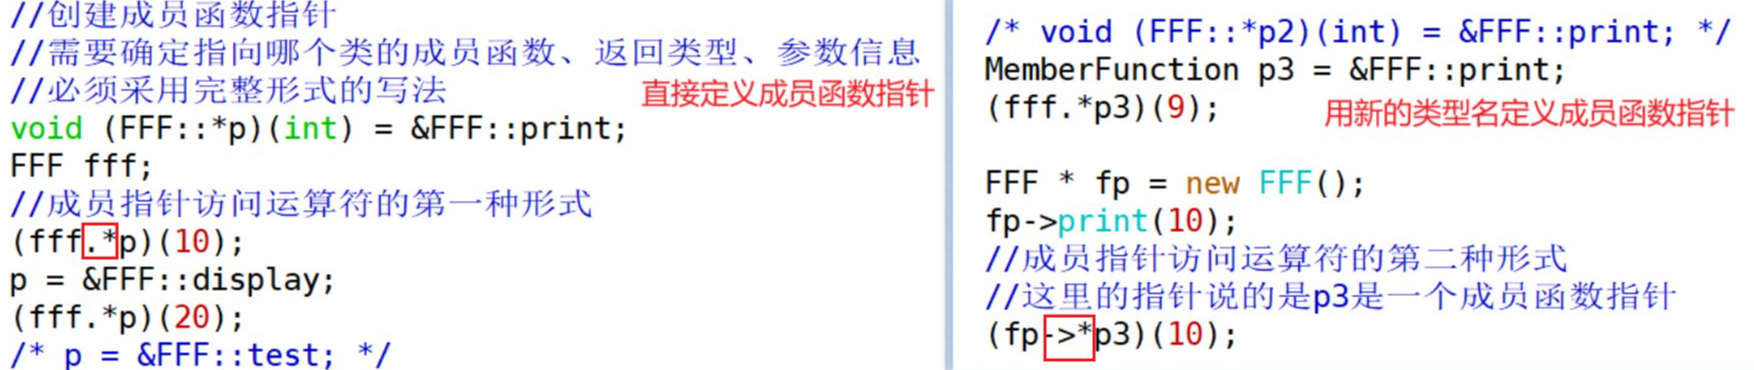 //创建成员函数指针
//需要确定指向哪个类的成员函数、返回类型、参数信息
//必须采用完整形式的写法
直接定义成员函数指针
void (FFF::*p)(int) = &FFF::print;
FFF fff;
//成员指针访问运算符的第一种形式
(fff.*p)(10);
p = &FFF::display;
(fff.*p)(20);
/* p = &FFF::test; */
/* void (FFF::*p2)(int) = &FFF::print; */
MemberFunction p3 = &FFF::print;
(fff.*p3)(9);
用新的类型名定义成员函数指针
FFF * fp = new FFF();
fp->print(10);
//成员指针访问运算符的第二种形式
//这里的指针说的是p3是一个成员函数指针
(fp->*p3)(10);